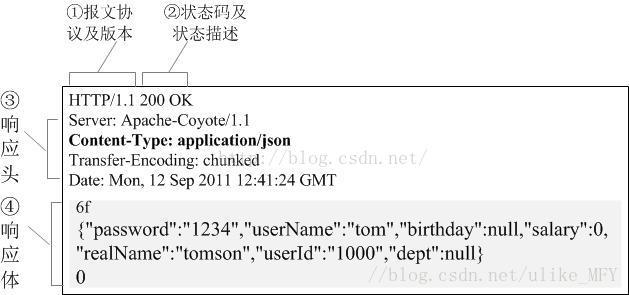 ①报文协
议及版本
②状态码及
状态描述
③
响
应
头
HTTP/1.1 200 OK
Server: Apache-Coyote/1.1
Content-Type: application/json
Transfer-Encoding: chunked
http://blog.csdn.net/
Date: Mon, 12 Sep 2011 12:41:24 GMT
④
响
应
体
6f
{"password":"1234","userName":"tom","birthday":null,"salary":0,
"realName":"tomson","userId":"1000","dept":null}
0
//blog.csdn.net/ulike_MFY